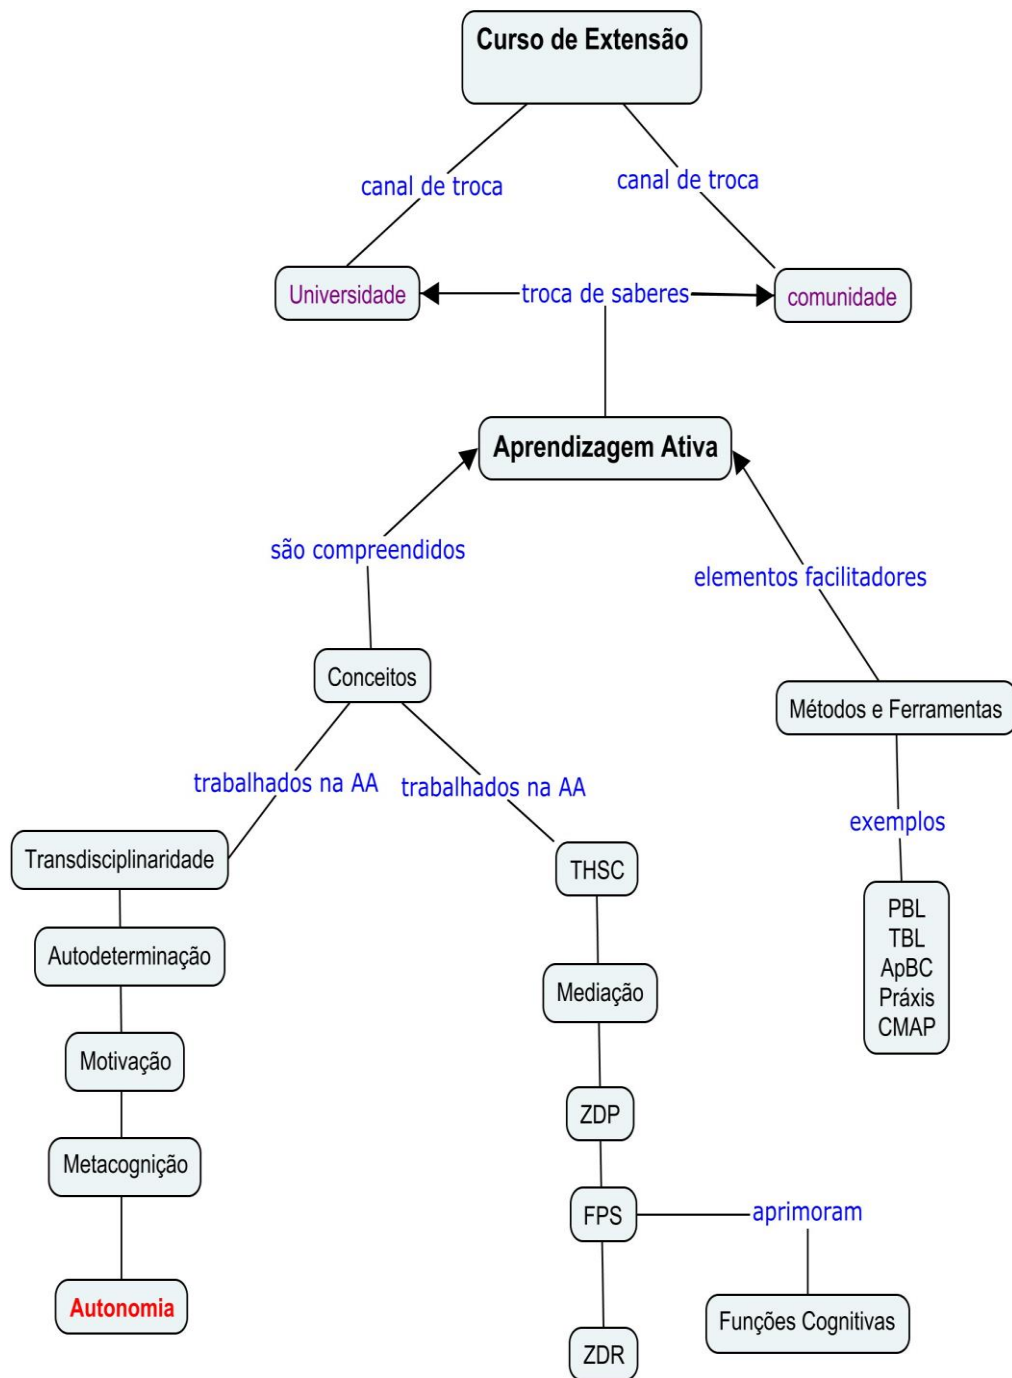 Curso de Extensão
canal de troca
canal de troca
Universidade
troca de saberes
comunidade
Aprendizagem Ativa
são compreendidos
elementos facilitadores
Conceitos
Métodos e Ferramentas
trabalhados na AA
trabalhados na AA
exemplos
Transdisciplinaridade
THSC
PBL
TBL
ApBC
Práxis
CMAP
Autodeterminação
Mediação
Motivação
ZDP
Metacognição
FPS
aprimoram
Autonomia
Funções Cognitivas
ZDR